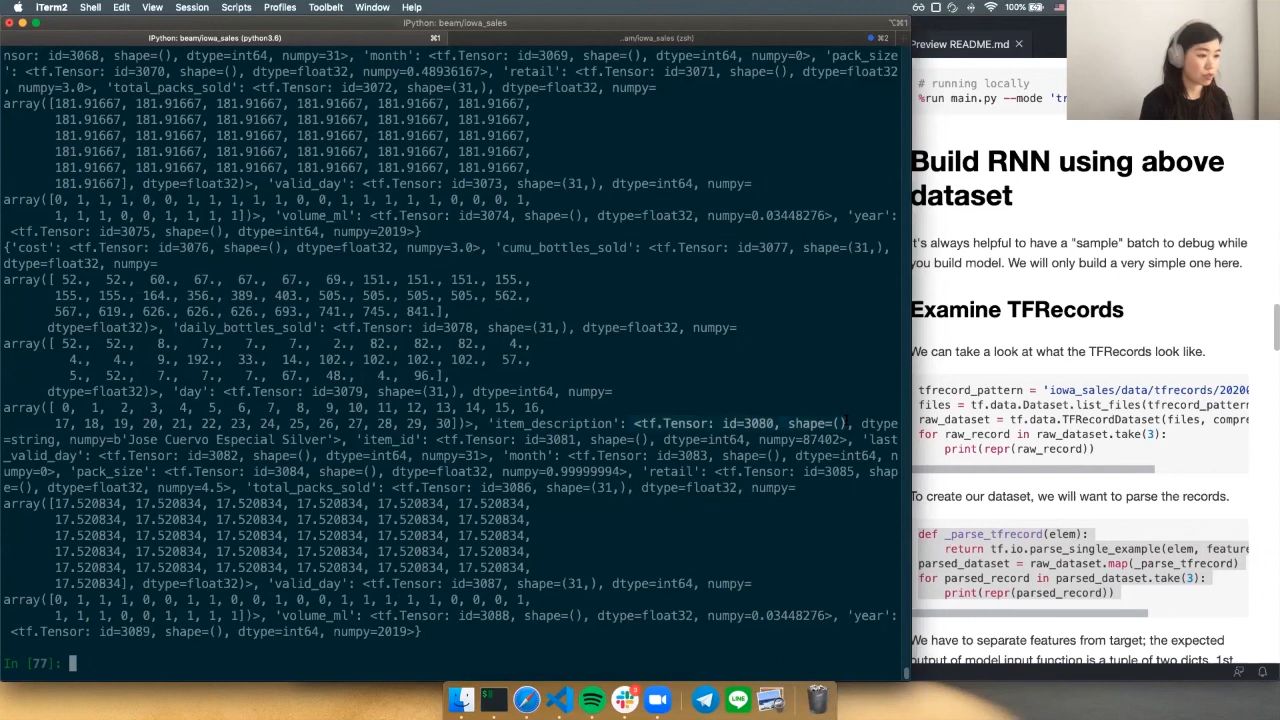 iTerm2 Shell Edit View Session Scripts Profiles Toolbelt Window Help 100%
IPython: beam/iowa_sales ⌥⌘1
IPython: beam/iowa_sales (python3.6) ⌘1 ..am/iowa_sales (zsh) ⌘2
nsor: id=3068, shape=(), dtype=int64, numpy=31>, 'month': <tf.Tensor: id=3069, shape=(), dtype=int64, numpy=0>, 'pack_size
': <tf.Tensor: id=3070, shape=(), dtype=float32, numpy=0.48936167>, 'retail': <tf.Tensor: id=3071, shape=(), dtype=float32
, numpy=3.0>, 'total_packs_sold': <tf.Tensor: id=3072, shape=(31,), dtype=float32, numpy=
array([181.91667, 181.91667, 181.91667, 181.91667, 181.91667,
181.91667, 181.91667, 181.91667, 181.91667, 181.91667,
181.91667, 181.91667, 181.91667, 181.91667, 181.91667,
181.91667, 181.91667, 181.91667, 181.91667, 181.91667,
181.91667, 181.91667, 181.91667, 181.91667, 181.91667,
181.91667], dtype=float32)>, 'valid_day': <tf.Tensor: id=3073, shape=(31,), dtype=int64, numpy=
array([0, 1, 1, 1, 0, 0, 1, 1, 1, 1, 1, 0, 0, 1, 1, 1, 1, 1, 0, 0, 0, 1,
1, 1, 1, 0, 0, 1, 1, 1, 1])>, 'volume_ml': <tf.Tensor: id=3074, shape=(), dtype=float32, numpy=0.03448276>, 'year':
<tf.Tensor: id=3075, shape=(), dtype=int64, numpy=2019>}
{'cost': <tf.Tensor: id=3076, shape=(), dtype=float32, numpy=3.0>, 'cumu_bottles_sold': <tf.Tensor: id=3077, shape=(31,),
dtype=float32, numpy=
array([ 52., 52., 60., 67., 67., 67., 69., 151., 151., 151., 155.,
155., 155., 164., 356., 389., 403., 505., 505., 505., 505., 562.,
567., 619., 626., 626., 626., 693., 741., 745., 841.],
dtype=float32)>, 'daily_bottles_sold': <tf.Tensor: id=3078, shape=(31,), dtype=float32, numpy=
array([ 52., 52., 8., 7., 7., 7., 2., 82., 82., 82., 4.,
4., 4., 9., 192., 33., 14., 102., 102., 102., 102., 57.,
5., 52., 7., 7., 7., 67., 48., 4., 96.],
dtype=float32)>, 'day': <tf.Tensor: id=3079, shape=(31,), dtype=int64, numpy=
array([ 0, 1, 2, 3, 4, 5, 6, 7, 8, 9, 10, 11, 12, 13, 14, 15, 16,
17, 18, 19, 20, 21, 22, 23, 24, 25, 26, 27, 28, 29, 30])>, 'item_description': <tf.Tensor: id=3080, shape=(), dtype
=string, numpy=b'Jose Cuervo Especial Silver'>, 'item_id': <tf.Tensor: id=3081, shape=(), dtype=int64, numpy=87402>, 'last
_valid_day': <tf.Tensor: id=3082, shape=(), dtype=int64, numpy=31>, 'month': <tf.Tensor: id=3083, shape=(), dtype=int64, n
umpy=0>, 'pack_size': <tf.Tensor: id=3084, shape=(), dtype=float32, numpy=0.99999994>, 'retail': <tf.Tensor: id=3085, shap
e=(), dtype=float32, numpy=4.5>, 'total_packs_sold': <tf.Tensor: id=3086, shape=(31,), dtype=float32, numpy=
array([17.520834, 17.520834, 17.520834, 17.520834, 17.520834,
17.520834, 17.520834, 17.520834, 17.520834, 17.520834,
17.520834, 17.520834, 17.520834, 17.520834, 17.520834,
17.520834, 17.520834, 17.520834, 17.520834, 17.520834,
17.520834, 17.520834, 17.520834, 17.520834, 17.520834,
17.520834], dtype=float32)>, 'valid_day': <tf.Tensor: id=3087, shape=(31,), dtype=int64, numpy=
array([0, 1, 1, 1, 0, 0, 1, 1, 0, 0, 1, 0, 0, 1, 1, 1, 1, 1, 0, 0, 0, 1,
1, 1, 1, 0, 0, 1, 1, 1, 1])>, 'volume_ml': <tf.Tensor: id=3088, shape=(), dtype=float32, numpy=0.03448276>, 'year':
<tf.Tensor: id=3089, shape=(), dtype=int64, numpy=2019>}
In [77]:
Preview README.md ×
# running locally
%run main.py --mode 'tr
Build RNN using above
dataset
It's always helpful to have a "sample" batch to debug while
you build model. We will only build a very simple one here.
Examine TFRecords
We can take a look at what the TFRecords look like.
tfrecord_pattern = 'iowa_sales/data/tfrecords/2020
files = tf.data.Dataset.list_files(tfrecord_patter
raw_dataset = tf.data.TFRecordDataset(files, compre
for raw_record in raw_dataset.take(3):
print(repr(raw_record))
To create our dataset, we will want to parse the records.
def _parse_tfrecord(elem):
return tf.io.parse_single_example(elem, feature
parsed_dataset = raw_dataset.map(_parse_tfrecord)
for parsed_record in parsed_dataset.take(3):
print(repr(parsed_record))
We have to separate features from target; the expected
output of model input function is a tuple of two dicts. 1st
3
LINE